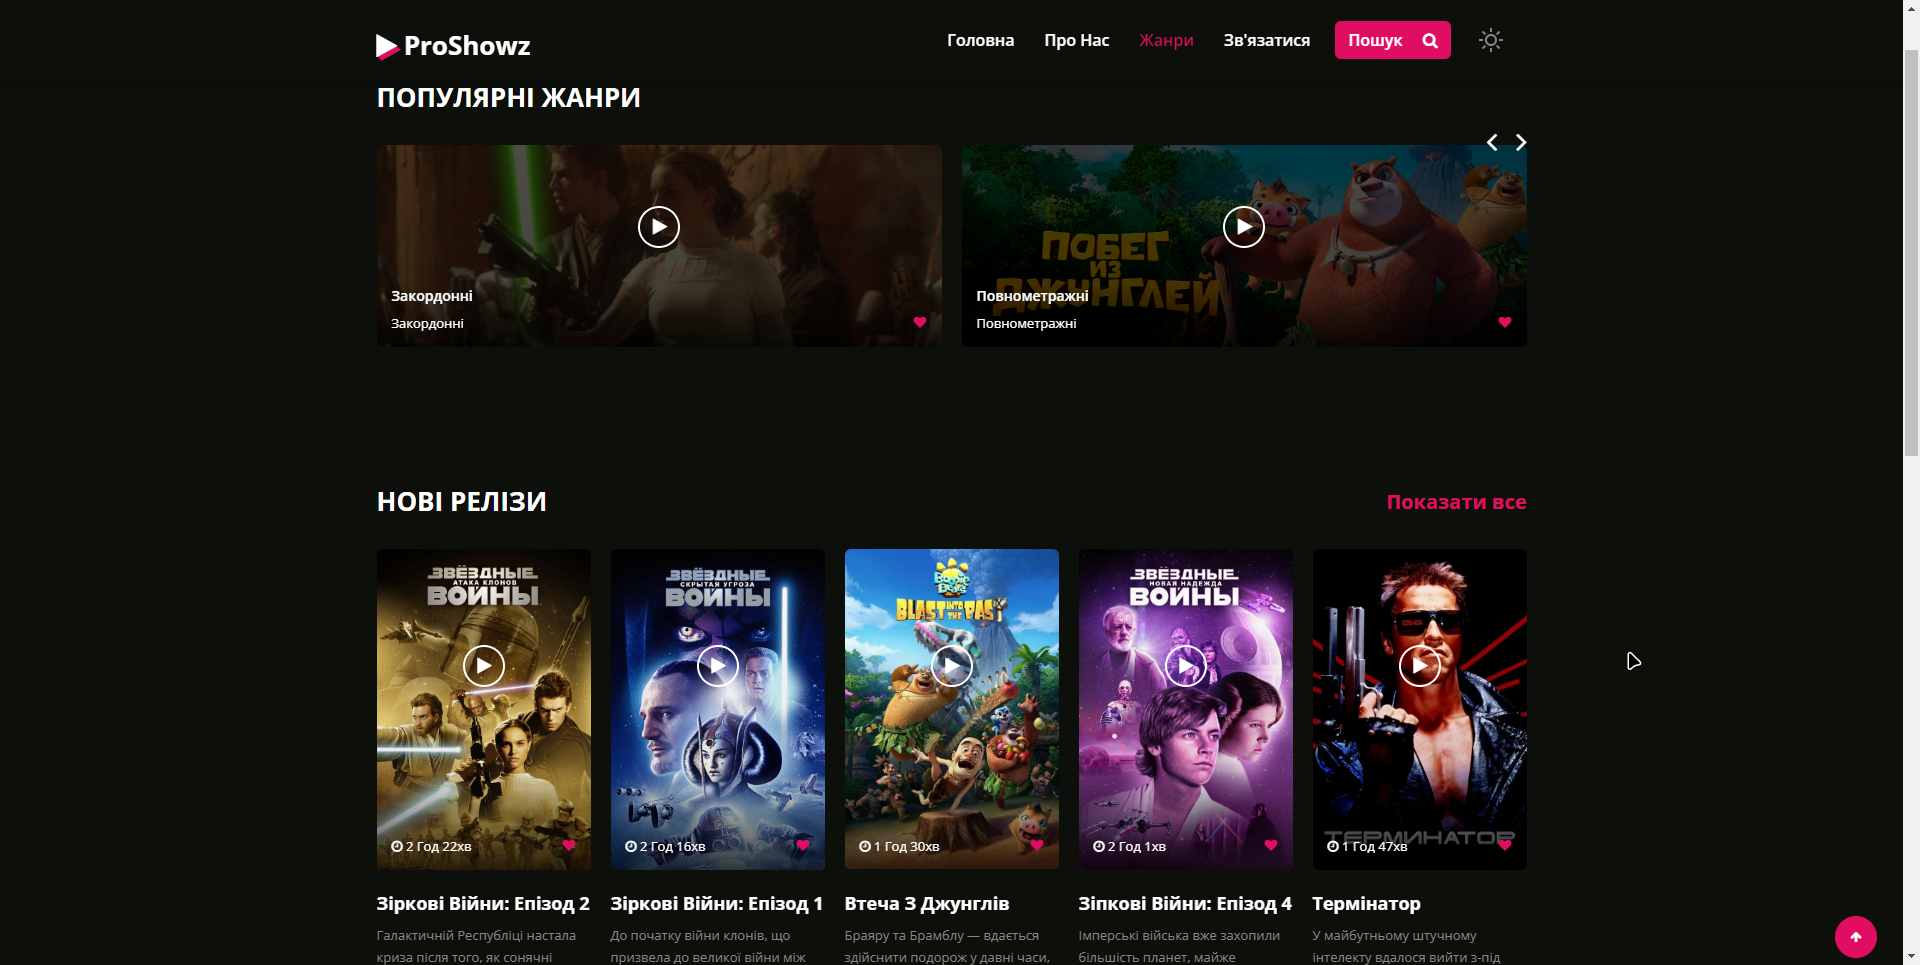 ProShowz
Головна
Про Нас
Жанри
Зв'язатися
Пошук
ПОПУЛЯРНІ ЖАНРИ
Закордонні
Закордонні
ПОБЕГ
ИЗ
ДЖУНГЛЕЙ
Повнометражні
Повнометражні
НОВІ РЕЛІЗИ
Показати все
ЗВЁЗДНЫЕ
АТАКА КЛОНОВ
ВОЙНЫ
2 Год 22хв
ЗВЁЗДНЫЕ
СКРЫТАЯ УГРОЗА
ВОЙНЫ
2 Год 16хв
Boonie
Bears
BLAST INTO
THE PAST
1 Год 30хв
ЗВЁЗДНЫЕ
НОВАЯ НАДЕЖДА
ВОЙНЫ
2 Год 1хв
ТЕРМИНАТОР
1 Год 47хв
Зіркові Війни: Епізод 2
Галактичній Республіці настала
криза після того, як сонячні
Зіркові Війни: Епізод 1
До початку війни клонів, що
призвела до великої війни між
Втеча З Джунглів
Браяру та Брамблу — вдається
здійснити подорож у давні часи,
Зіпкові Війни: Епізод 4
Імперські війська вже захопили
більшість планет, майже
Термінатор
У майбутньому штучному
інтелекту вдалося вийти з-під